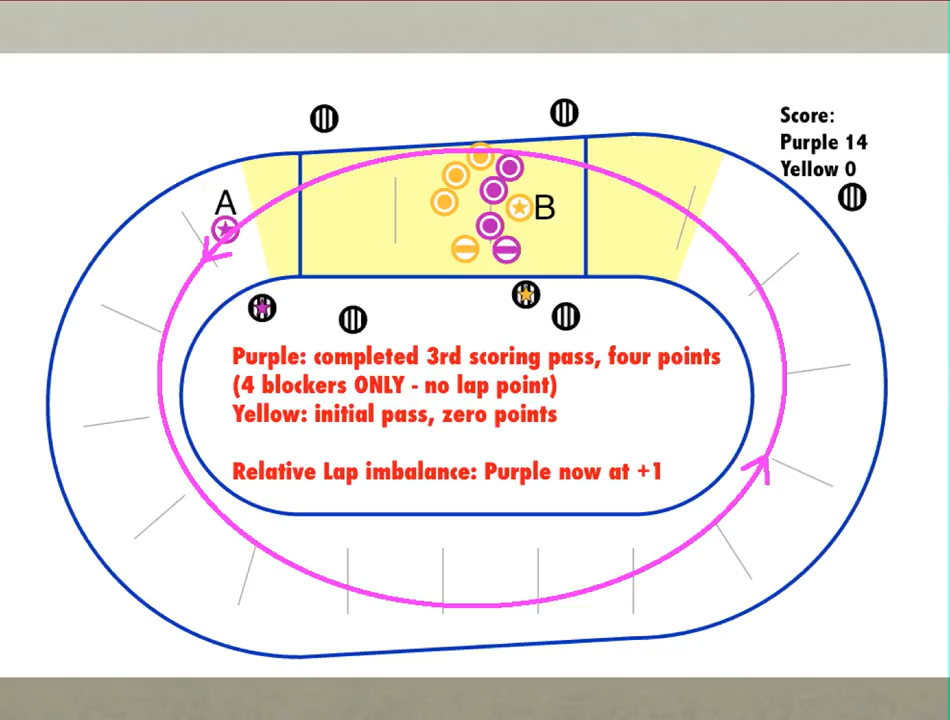 Score:
Purple 14
Yellow 0
A
B
Purple: completed 3rd scoring pass, four points
(4 blockers ONLY - no lap point)
Yellow: initial pass, zero points
Relative Lap imbalance: Purple now at +1